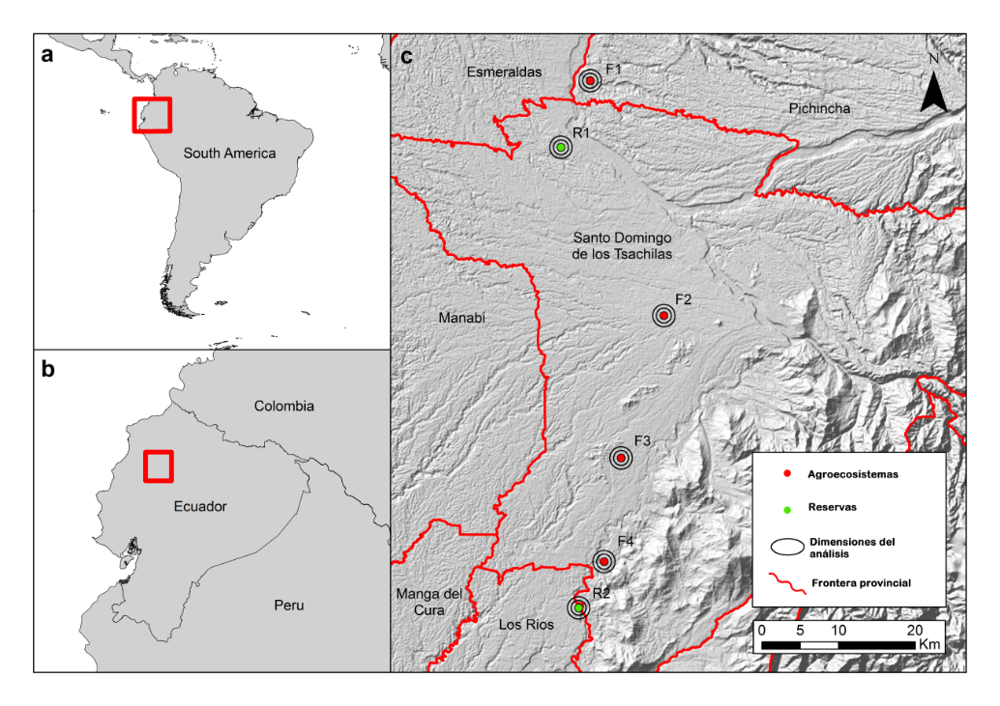 a
South America
b
Colombia
Ecuador
Peru
c
N
Esmeraldas
F1
Pichincha
R1
Santo Domingo
de los Tsachilas
F2
Manabí
F3
F4
Manga del
Cura
R2
Los Rios
Agroecosistemas
Reservas
Dimensiones del
análisis
Frontera provincial
0 5 10 20
Km